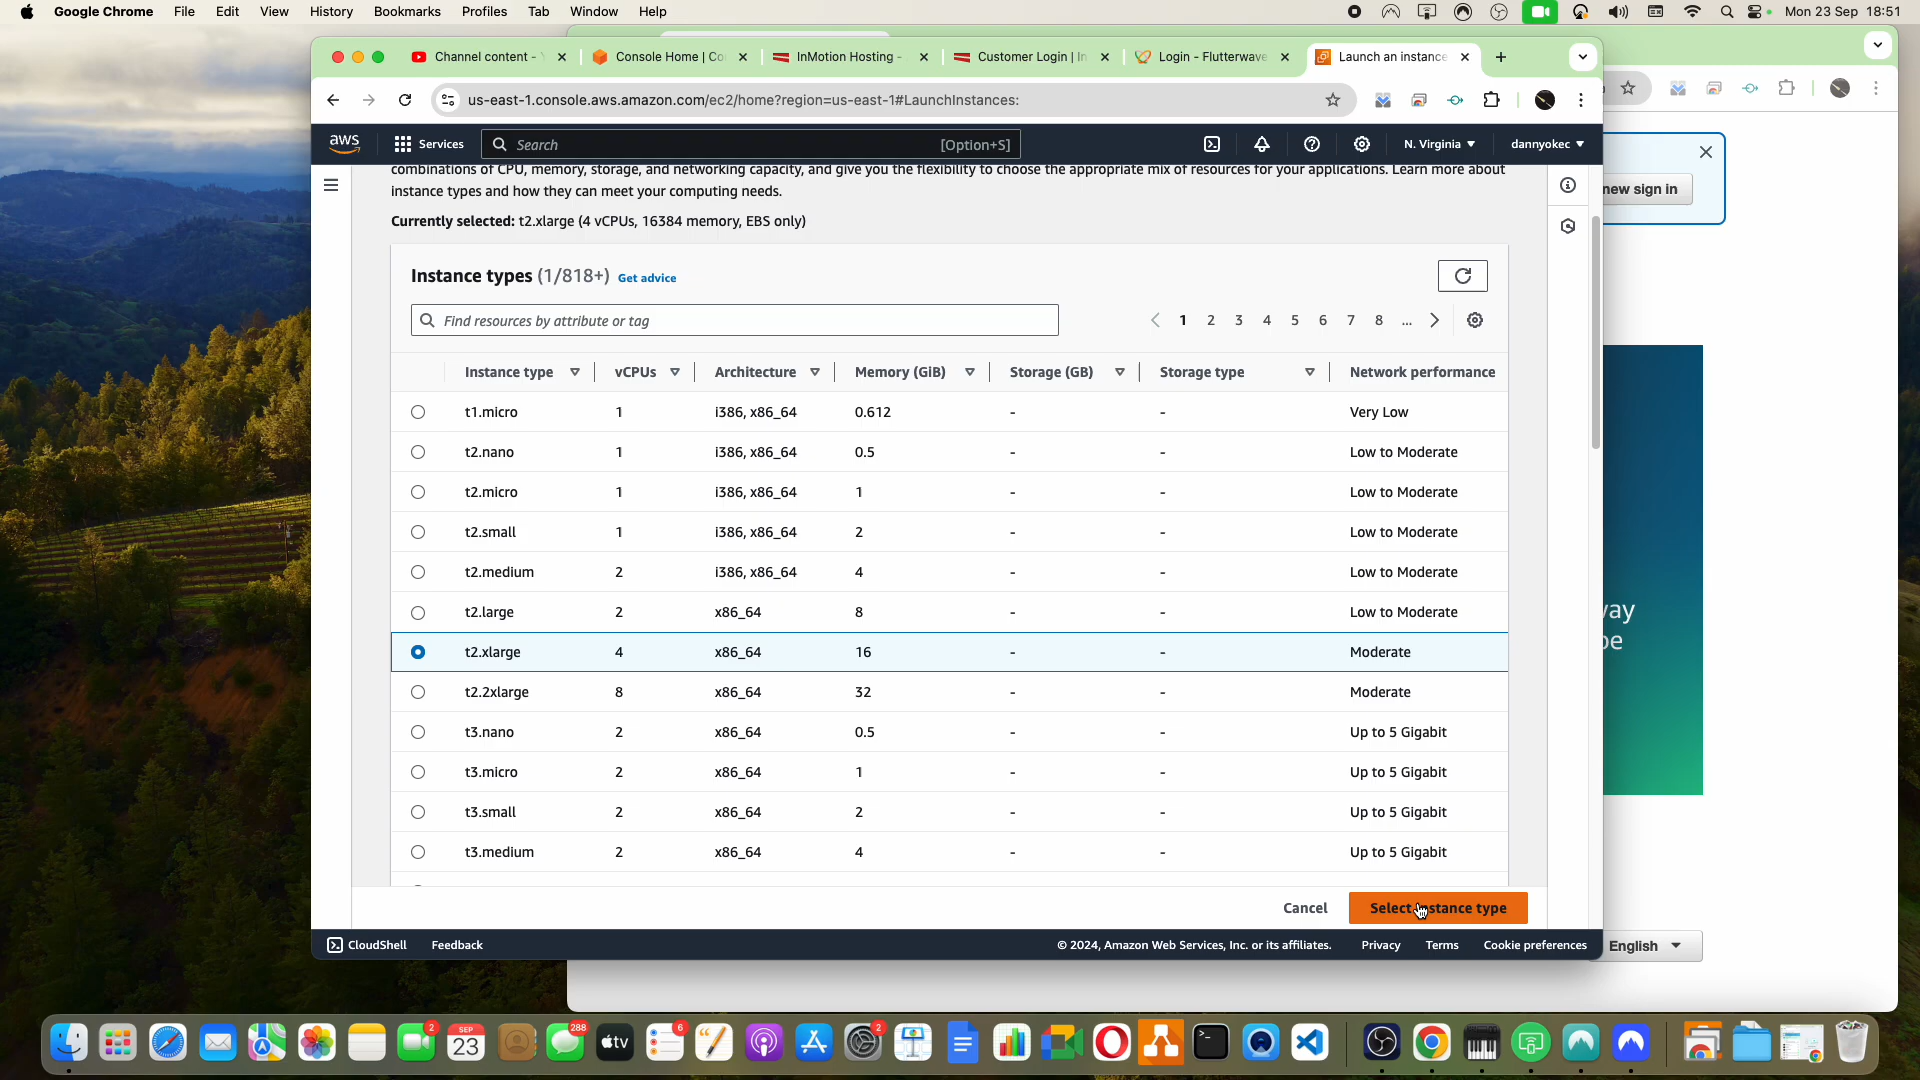 Google Chrome File Edit View History Bookmarks Profiles Tab Window Help Mon 23 Sep 18:51
Channel content - Console Home | Co InMotion Hosting - Customer Login | In Login - Flutterwave Launch an instance
us-east-1.console.aws.amazon.com/ec2/home?region=us-east-1#LaunchInstances:
aws Services Search [Option+S] N. Virginia dannyokec
combinations of CPU, memory, storage, and networking capacity, and give you the flexibility to choose the appropriate mix of resources for your applications. Learn more about
instance types and how they can meet your computing needs.
new sign in
Currently selected: t2.xlarge (4 vCPUs, 16384 memory, EBS only)
Instance types (1/818+) Get advice
Find resources by attribute or tag 1 2 3 4 5 6 7 8 ...
Instance type vCPUs Architecture Memory (GiB) Storage (GB) Storage type Network performance
t1.micro 1 i386, x86_64 0.612 - - Very Low
t2.nano 1 i386, x86_64 0.5 - - Low to Moderate
t2.micro 1 i386, x86_64 1 - - Low to Moderate
t2.small 1 i386, x86_64 2 - - Low to Moderate
t2.medium 2 i386, x86_64 4 - - Low to Moderate
t2.large 2 x86_64 8 - - Low to Moderate
t2.xlarge 4 x86_64 16 - - Moderate
t2.2xlarge 8 x86_64 32 - - Moderate
t3.nano 2 x86_64 0.5 - - Up to 5 Gigabit
t3.micro 2 x86_64 1 - - Up to 5 Gigabit
t3.small 2 x86_64 2 - - Up to 5 Gigabit
t3.medium 2 x86_64 4 - - Up to 5 Gigabit
Cancel Select instance type
CloudShell Feedback © 2024, Amazon Web Services, Inc. or its affiliates. Privacy Terms Cookie preferences
English
2 SEP 23 288 tv 6 2